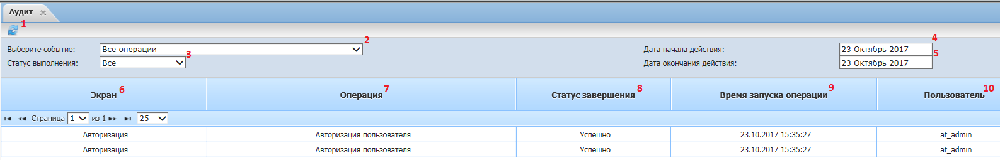 Аудит
1
2
Выберите событие: Все операции
3
Статус выполнения: Все
4
Дата начала действия: 23 Октябрь 2017
5
Дата окончания действия: 23 Октябрь 2017
Экран 6 Операция 7 Статус завершения 8 Время запуска операции 9 Пользователь 10
Страница 1 из 1 25
Авторизация Авторизация пользователя Успешно 23.10.2017 15:35:27 at_admin
Авторизация Авторизация пользователя Успешно 23.10.2017 15:35:27 at_admin